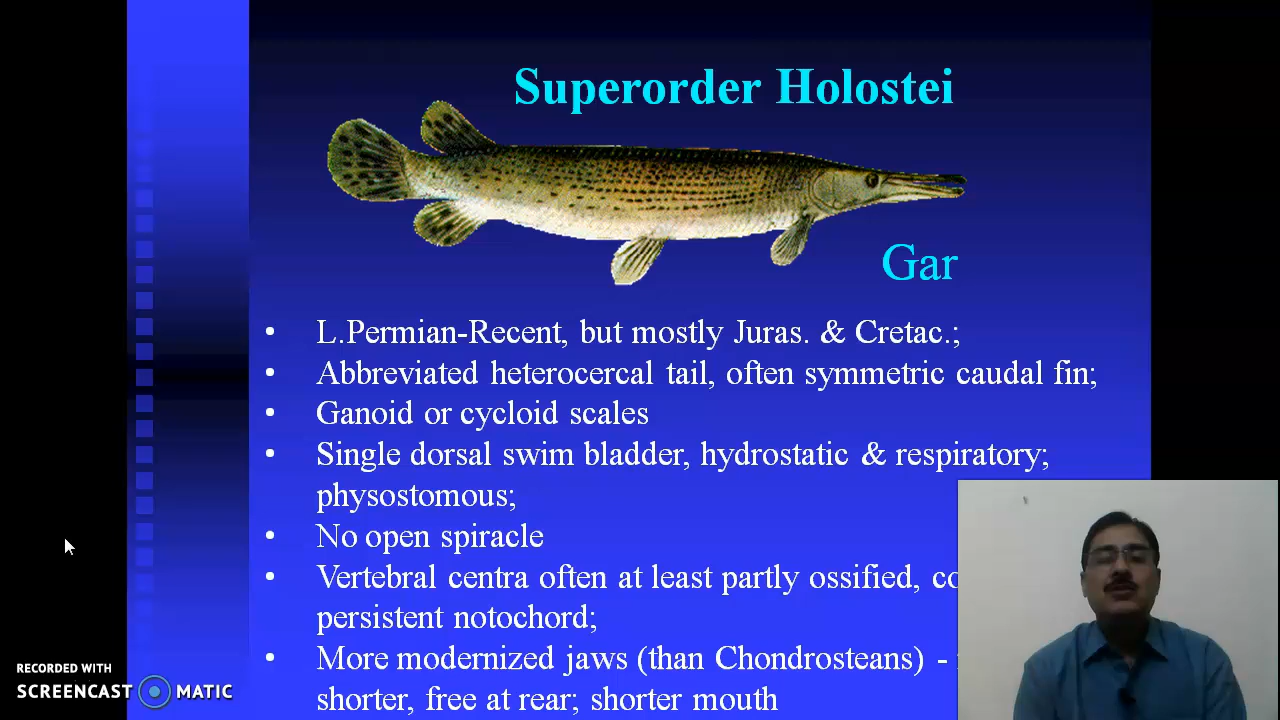 Superorder Holostei
Gar
• L.Permian-Recent, but mostly Juras. & Cretac.;
• Abbreviated heterocercal tail, often symmetric caudal fin;
• Ganoid or cycloid scales
• Single dorsal swim bladder, hydrostatic & respiratory;
physostomous;
• No open spiracle
• Vertebral centra often at least partly ossified,
persistent notochord;
• More modernized jaws (than Chondrosteans) -
shorter, free at rear; shorter mouth
RECORDED WITH
SCREENCAST MATIC